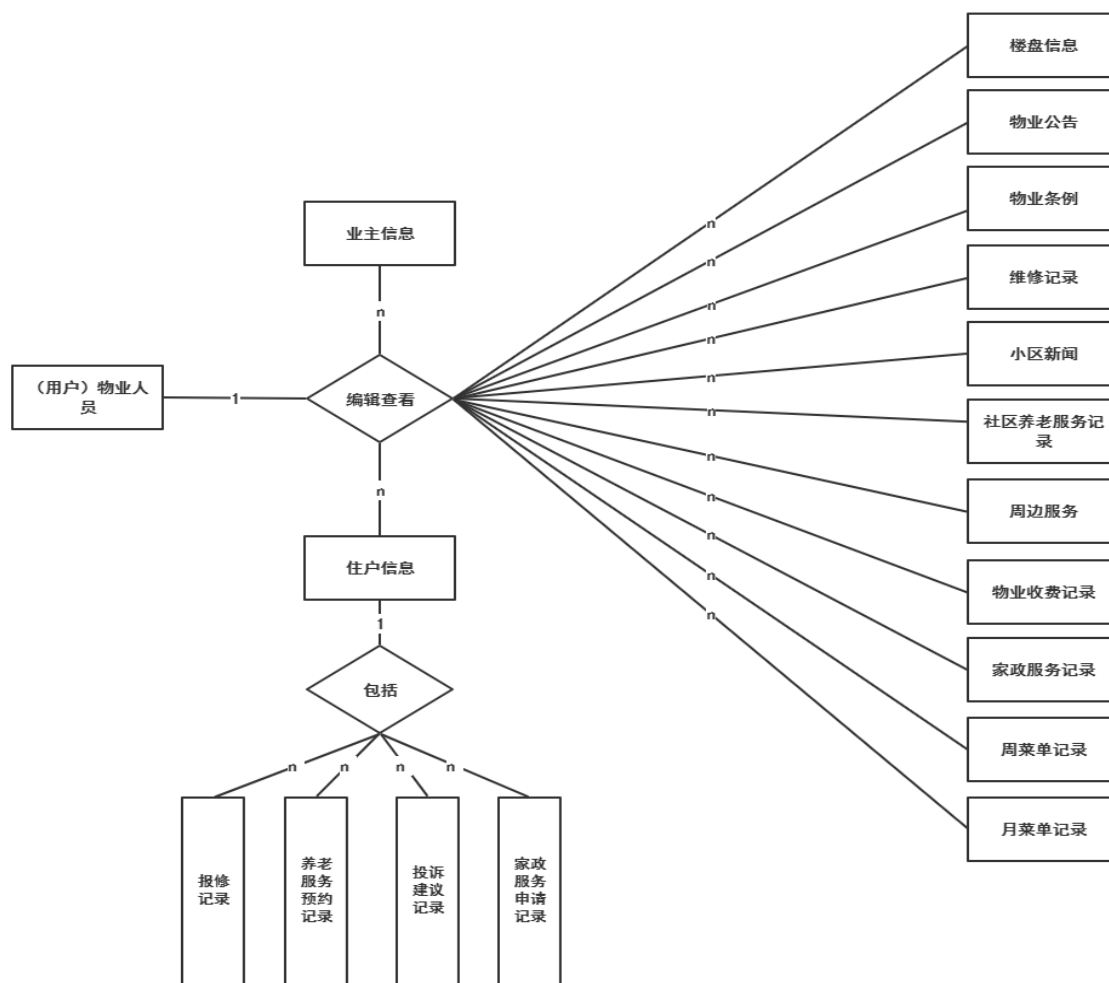 楼盘信息
物业公告
物业条例
n
业主信息
n
维修记录
n
n
n
小区新闻
(用户)物业人
员
1
编辑查看
n
n
社区养老服务记
录
n
n
周边服务
n
n
住户信息
n
物业收费记录
n
1
家政服务记录
包括
周菜单记录
n
n
n
n
月菜单记录
报修
记录
养老
服务
预约
记录
投诉
建议
记录
家政
服务
申请
记录